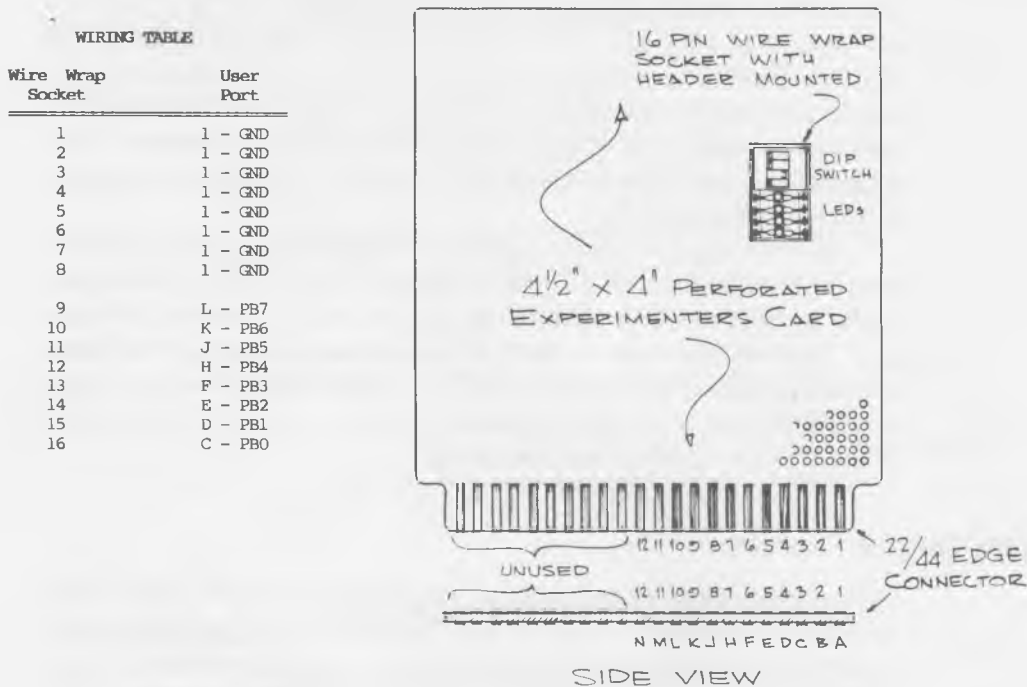 WIRING TABLE
Wire Wrap Socket User Port
1 1 - GND
2 1 - GND
3 1 - GND
4 1 - GND
5 1 - GND
6 1 - GND
7 1 - GND
8 1 - GND
9 L - PB7
10 K - PB6
11 J - PB5
12 H - PB4
13 F - PB3
14 E - PB2
15 D - PB1
16 C - PB0
16 PIN WIRE WRAP
SOCKET WITH
HEADER MOUNTED
DIP
SWITCH
LEDs
4 1/2" x 4" PERFORATED
EXPERIMENTERS CARD
12 11 10 9 8 7 6 5 4 3 2 1
22/44 EDGE
CONNECTOR
UNUSED
12 11 10 9 8 7 6 5 4 3 2 1
N M L K J H F E D C B A
SIDE VIEW